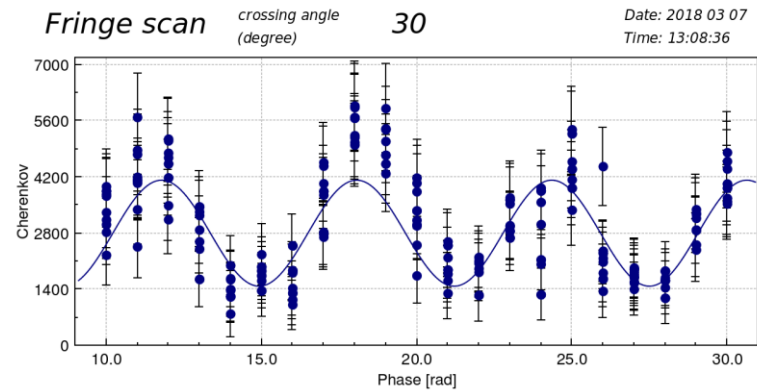 Fringe scan
crossing angle
(degree)
30
Date: 2018 03 07
Time: 13:08:36
Cherenkov
7000
5600
4200
2800
1400
0
10.0 15.0 20.0 25.0 30.0
Phase [rad]